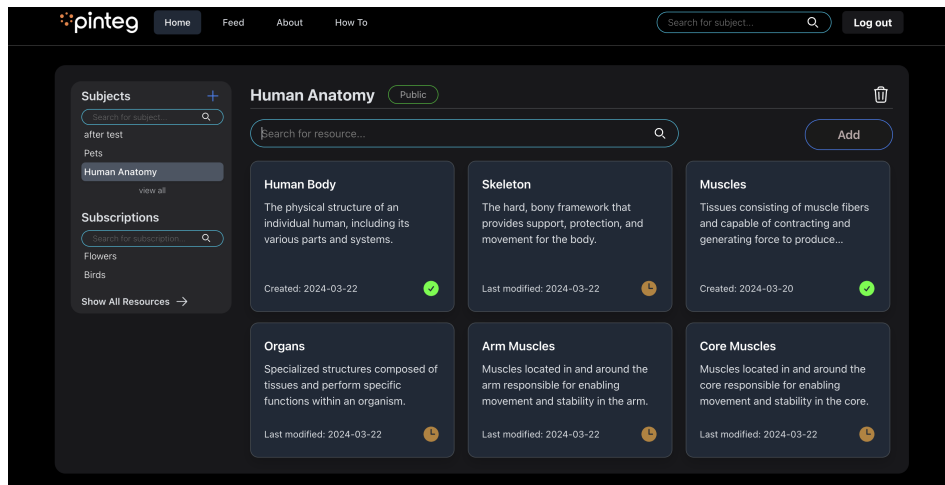 pinteg
Home
Feed
About
How To
Search for subject...
Log out
Subjects
+
Search for subject...
after test
Pets
Human Anatomy
view all
Subscriptions
Search for subscription...
Flowers
Birds
Show All Resources →
Human Anatomy
Public
Search for resource...
Add
Human Body
The physical structure of an
individual human, including its
various parts and systems.
Created: 2024-03-22
Skeleton
The hard, bony framework that
provides support, protection, and
movement for the body.
Last modified: 2024-03-22
Muscles
Tissues consisting of muscle fibers
and capable of contracting and
generating force to produce...
Created: 2024-03-20
Organs
Specialized structures composed of
tissues and perform specific
functions within an organism.
Last modified: 2024-03-22
Arm Muscles
Muscles located in and around the
arm responsible for enabling
movement and stability in the arm.
Last modified: 2024-03-22
Core Muscles
Muscles located in and around the
core responsible for enabling
movement and stability in the core.
Last modified: 2024-03-22